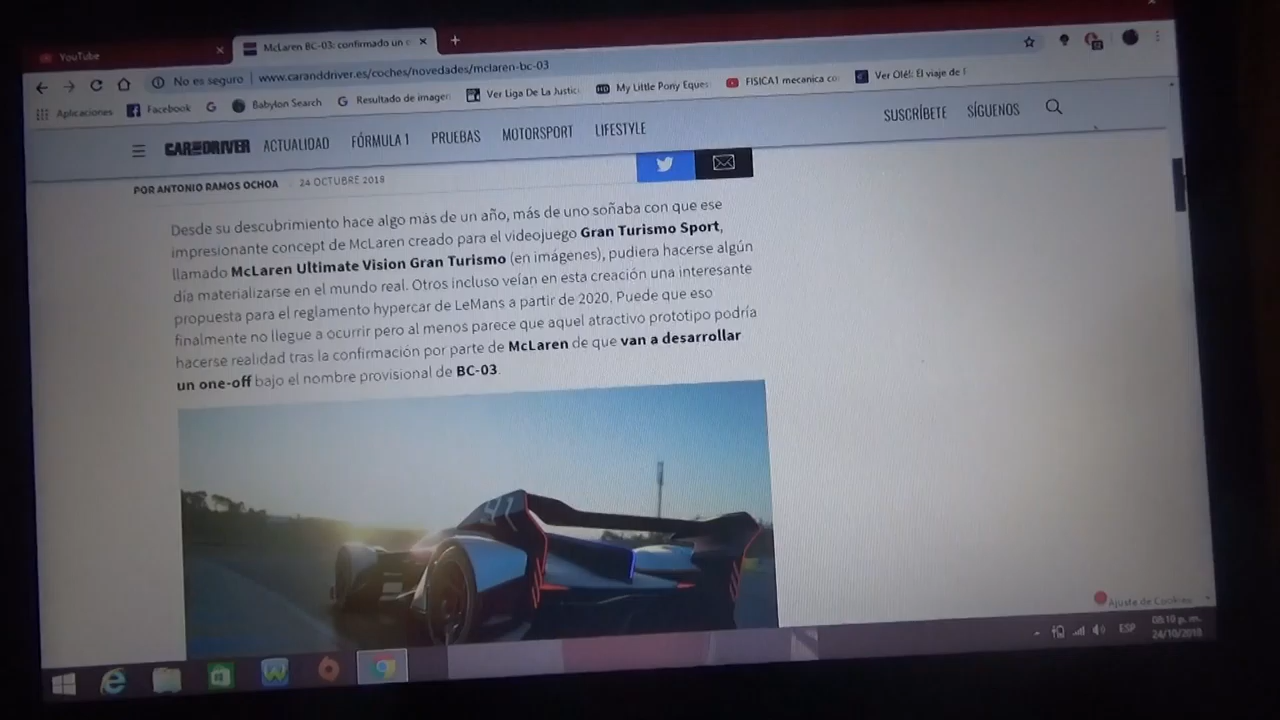 YouTube
McLaren BC-03: confirmado un
No es seguro
www.caranddriver.es/coches/novedades/mclaren-bc-03
Aplicaciones
Facebook
Babylon Search
Resultado de imagen
Ver Liga De La Justici
My Little Pony Eques
FISICA1 mecanica co
Ver Olé!: El viaje de F
CAR AND DRIVER
ACTUALIDAD
FÓRMULA 1
PRUEBAS
MOTORSPORT
LIFESTYLE
SUSCRÍBETE
SÍGUENOS
POR ANTONIO RAMOS OCHOA
24 OCTUBRE 2018
Desde su descubrimiento hace algo más de un año, más de uno soñaba con que ese
impresionante concept de McLaren creado para el videojuego Gran Turismo Sport,
llamado McLaren Ultimate Vision Gran Turismo (en imágenes), pudiera hacerse algún
día materializarse en el mundo real. Otros incluso veían en esta creación una interesante
propuesta para el reglamento hypercar de LeMans a partir de 2020. Puede que eso
finalmente no llegue a ocurrir pero al menos parece que aquel atractivo prototipo podría
hacerse realidad tras la confirmación por parte de McLaren de que van a desarrollar
un one-off bajo el nombre provisional de BC-03.
41
Ajuste de Cookies
ESP
08:10 p. m.
24/10/2018